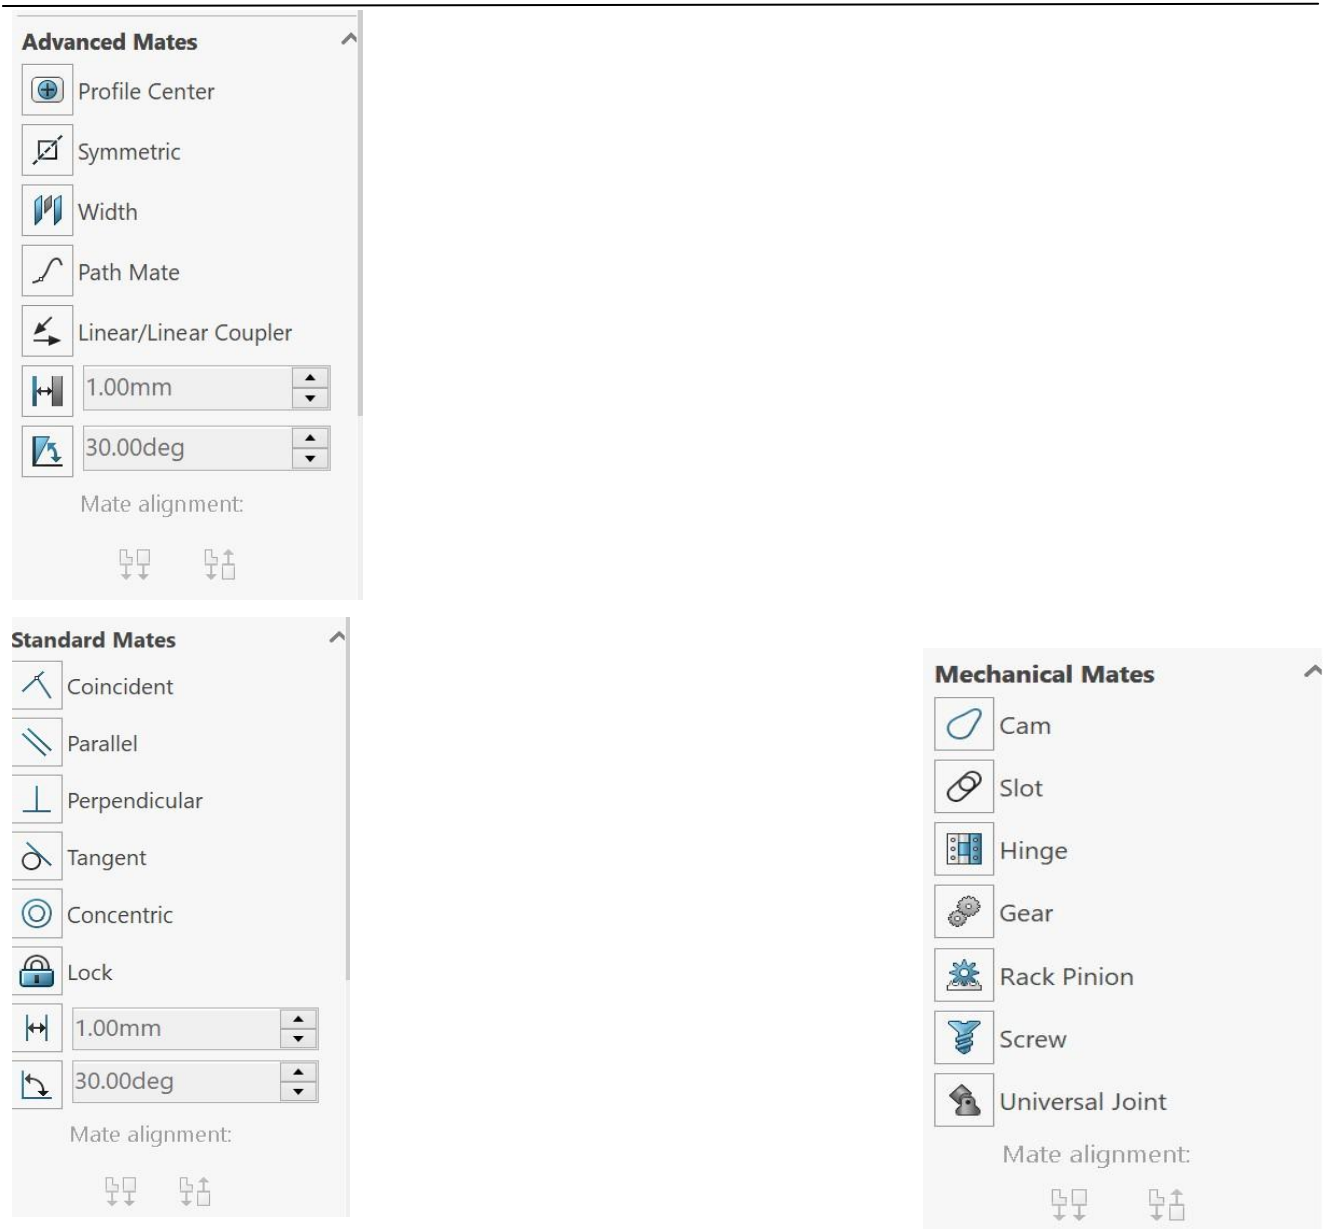 Advanced Mates
Profile Center
Symmetric
Width
Path Mate
Linear/Linear Coupler
1.00mm
30.00deg
Mate alignment:
Standard Mates
Coincident
Parallel
Perpendicular
Tangent
Concentric
Lock
1.00mm
30.00deg
Mate alignment:
Mechanical Mates
Cam
Slot
Hinge
Gear
Rack Pinion
Screw
Universal Joint
Mate alignment: